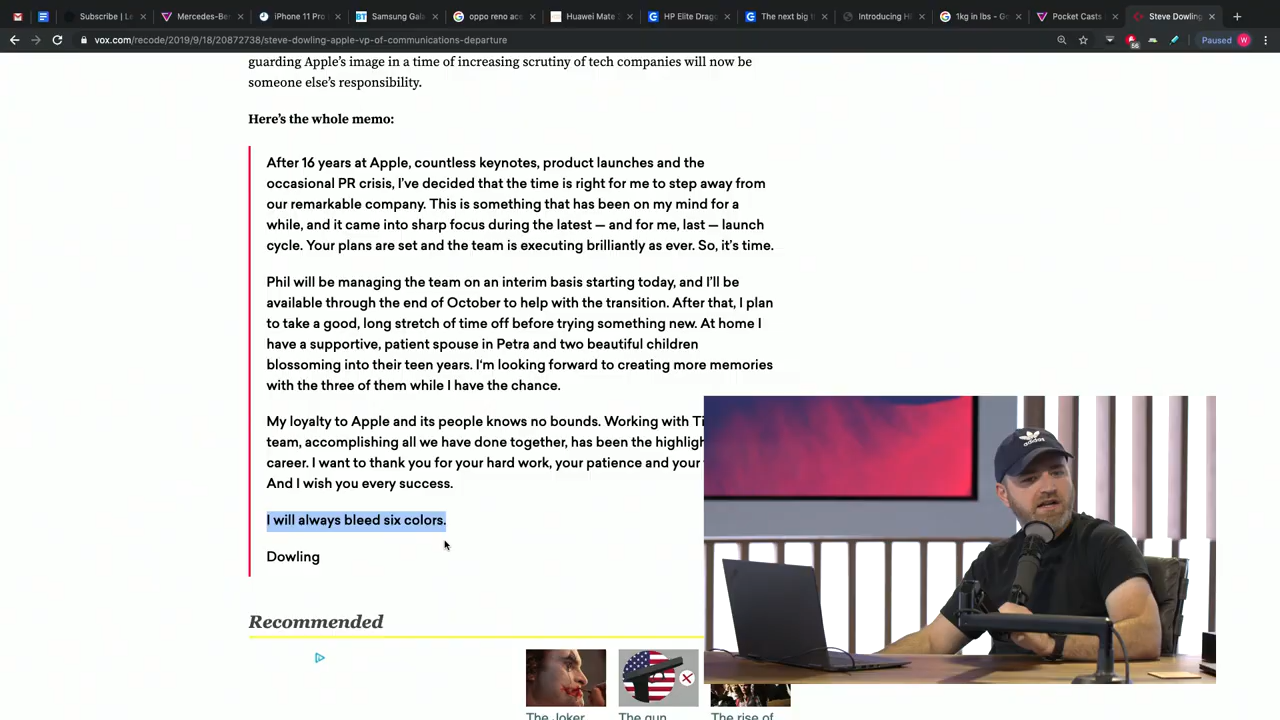 Subscribe | Le
Mercedes-Ben
iPhone 11 Pro
Samsung Gala
oppo reno ace
Huawei Mate
HP Elite Drago
The next big t
Introducing H
1kg in lbs - Go
Pocket Casts
Steve Dowling
vox.com/recode/2019/9/18/20872738/steve-dowling-apple-vp-of-communications-departure
56
Paused
W
guarding Apple's image in a time of increasing scrutiny of tech companies will now be
someone else's responsibility.
Here's the whole memo:
After 16 years at Apple, countless keynotes, product launches and the
occasional PR crisis, I've decided that the time is right for me to step away from
our remarkable company. This is something that has been on my mind for a
while, and it came into sharp focus during the latest — and for me, last — launch
cycle. Your plans are set and the team is executing brilliantly as ever. So, it's time.
Phil will be managing the team on an interim basis starting today, and I'll be
available through the end of October to help with the transition. After that, I plan
to take a good, long stretch of time off before trying something new. At home I
have a supportive, patient spouse in Petra and two beautiful children
blossoming into their teen years. I'm looking forward to creating more memories
with the three of them while I have the chance.
My loyalty to Apple and its people knows no bounds. Working with Ti
team, accomplishing all we have done together, has been the highligh
career. I want to thank you for your hard work, your patience and your
And I wish you every success.
I will always bleed six colors.
Dowling
Recommended
The Joker
The gun
The rise of
adidas